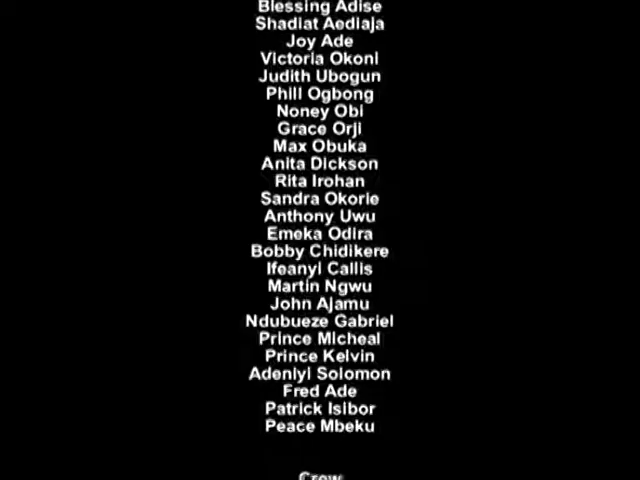 Blessing Adise
Shadiat Aediaja
Joy Ade
Victoria Okoni
Judith Ubogun
Phill Ogbong
Noney Obi
Grace Orji
Max Obuka
Anita Dickson
Rita Irohan
Sandra Okorie
Anthony Uwu
Emeka Odira
Bobby Chidikere
Ifeanyi Callis
Martin Ngwu
John Ajamu
Ndubueze Gabriel
Prince Micheal
Prince Kelvin
Adeniyi Solomon
Fred Ade
Patrick Isibor
Peace Mbeku
Crew